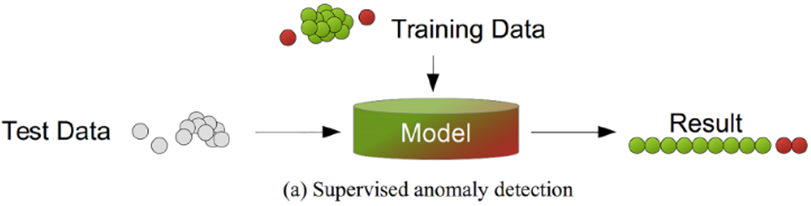 Training Data
Test Data
Model
Result
(a) Supervised anomaly detection